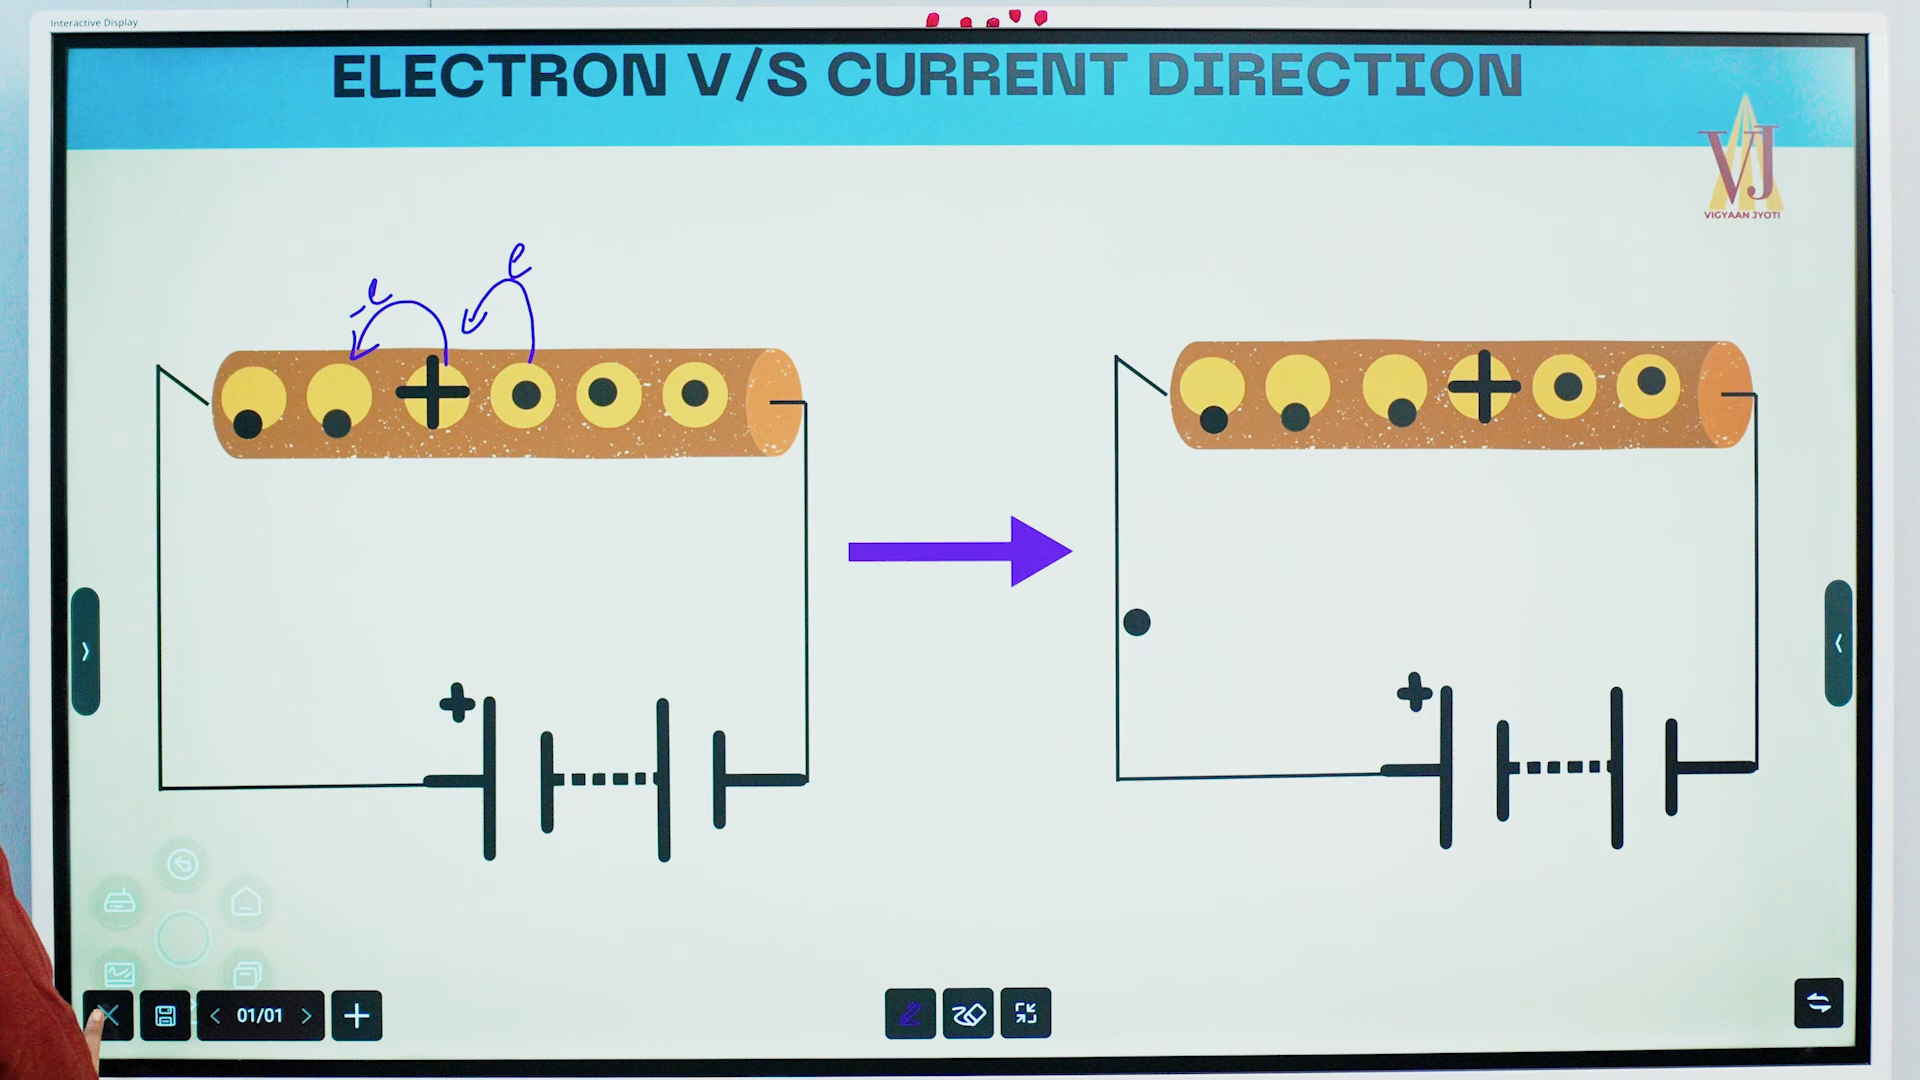 Interactive Display
ELECTRON V/S CURRENT DIRECTION
VJ
VIGYAAN JYOTI
e
-e
+
+
+
+
01/01